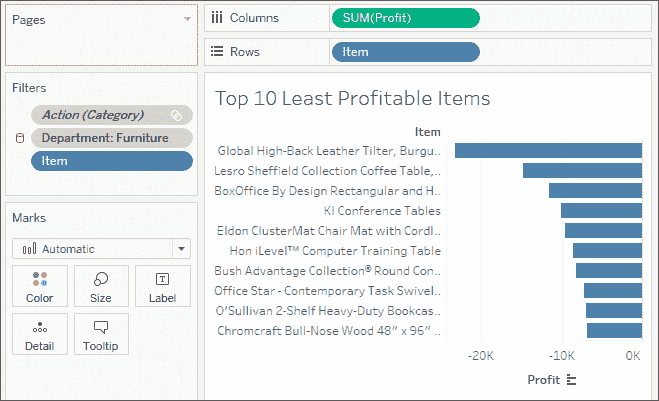 Pages
Columns
SUM(Profit)
Rows
Item
Filters
Action (Category)
Department: Furniture
Item
Marks
Automatic
Color
Size
Label
Detail
Tooltip
Top 10 Least Profitable Items
Item
Global High-Back Leather Tilter, Burgu..
Lesro Sheffield Collection Coffee Table,..
BoxOffice By Design Rectangular and H..
KI Conference Tables
Eldon ClusterMat Chair Mat with Cordl..
Hon iLevel™ Computer Training Table
Bush Advantage Collection® Round Con..
Office Star - Contemporary Task Swivel..
O'Sullivan 2-Shelf Heavy-Duty Bookcas..
Chromcraft Bull-Nose Wood 48" x 96" ..
-20K -10K 0K
Profit